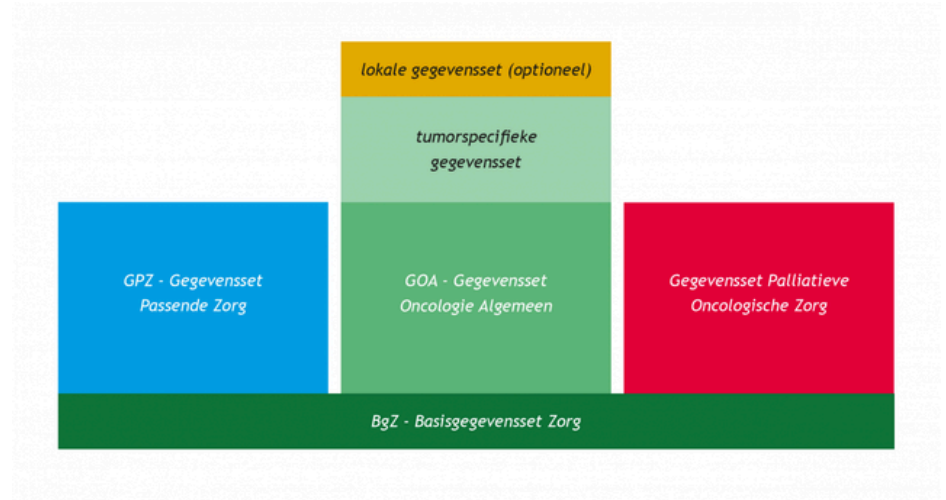 lokale gegevensset (optioneel)
tumorspecifieke
gegevensset
GPZ - Gegevensset
Passende Zorg
GOA - Gegevensset
Oncologie Algemeen
Gegevensset Palliatieve
Oncologische Zorg
BgZ - Basisgegevensset Zorg